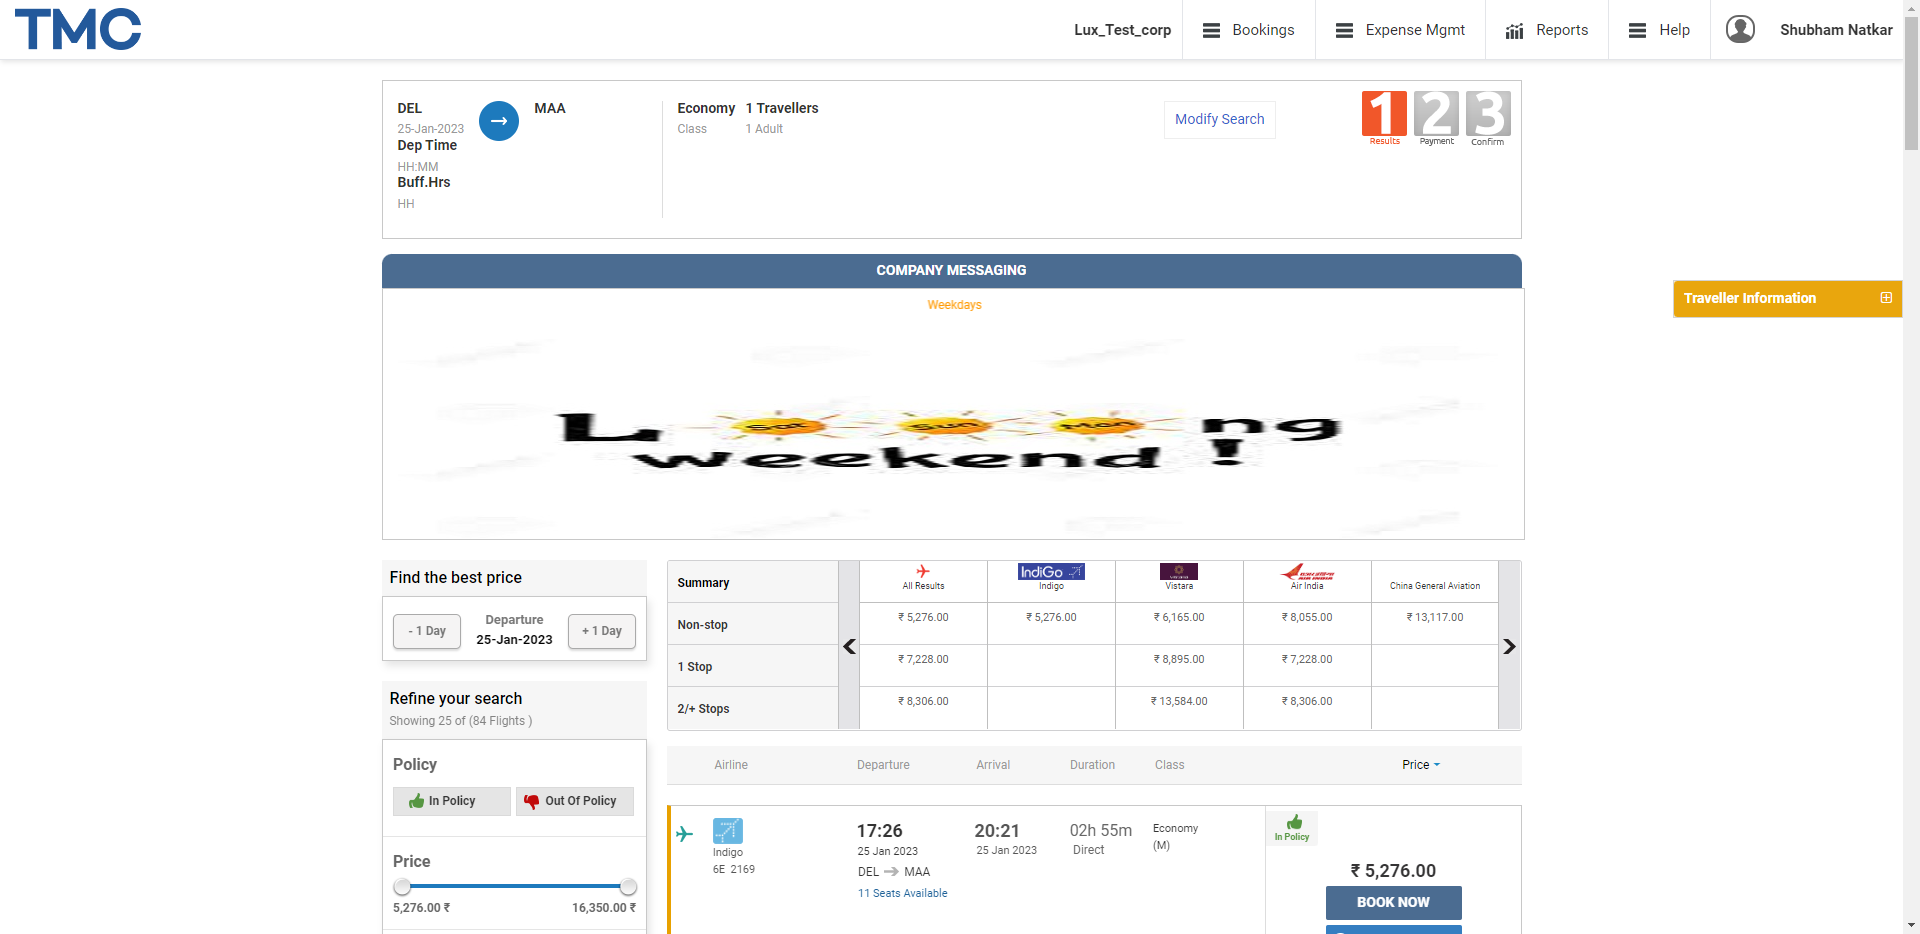 TMC
Lux_Test_corp
Bookings
Expense Mgmt
Reports
Help
Shubham Natkar
DEL
25-Jan-2023
MAA
Dep Time
HH:MM
Buff.Hrs
HH
Economy
Class
1 Travellers
1 Adult
Modify Search
1
Results
2
Payment
3
Confirm
COMPANY MESSAGING
Weekdays
L Sat Sun Mon ng
weekend !
Traveller Information
Find the best price
- 1 Day
Departure
25-Jan-2023
+ 1 Day
Refine your search
Showing 25 of (84 Flights )
Policy
In Policy
Out Of Policy
Price
5,276.00 ₹
16,350.00 ₹
Summary
All Results
IndiGo
Indigo
Vistara
Air India
China General Aviation
Non-stop
₹ 5,276.00
₹ 5,276.00
₹ 6,165.00
₹ 8,055.00
₹ 13,117.00
1 Stop
₹ 7,228.00
₹ 8,895.00
₹ 7,228.00
2/+ Stops
₹ 8,306.00
₹ 13,584.00
₹ 8,306.00
Airline
Departure
Arrival
Duration
Class
Price
Indigo
6E 2169
17:26
25 Jan 2023
DEL MAA
11 Seats Available
20:21
25 Jan 2023
02h 55m
Direct
Economy
(M)
In Policy
₹ 5,276.00
BOOK NOW